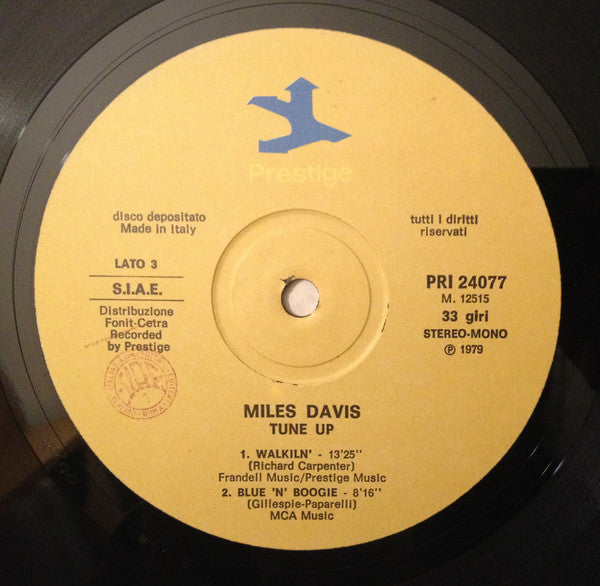 Prestige
disco depositato
Made in Italy
tutti i diritti
riservati
LATO 3
S.I.A.E.
Distribuzione
Fonit-Cetra
Recorded
by Prestige
PRI 24077
M. 12515
33 giri
STEREO-MONO
℗ 1979
MILES DAVIS
TUNE UP
1. WALKILN' - 13'25''
(Richard Carpenter)
Frandell Music/Prestige Music
2. BLUE 'N' BOOGIE - 8'16''
(Gillespie-Paparelli)
MCA Music